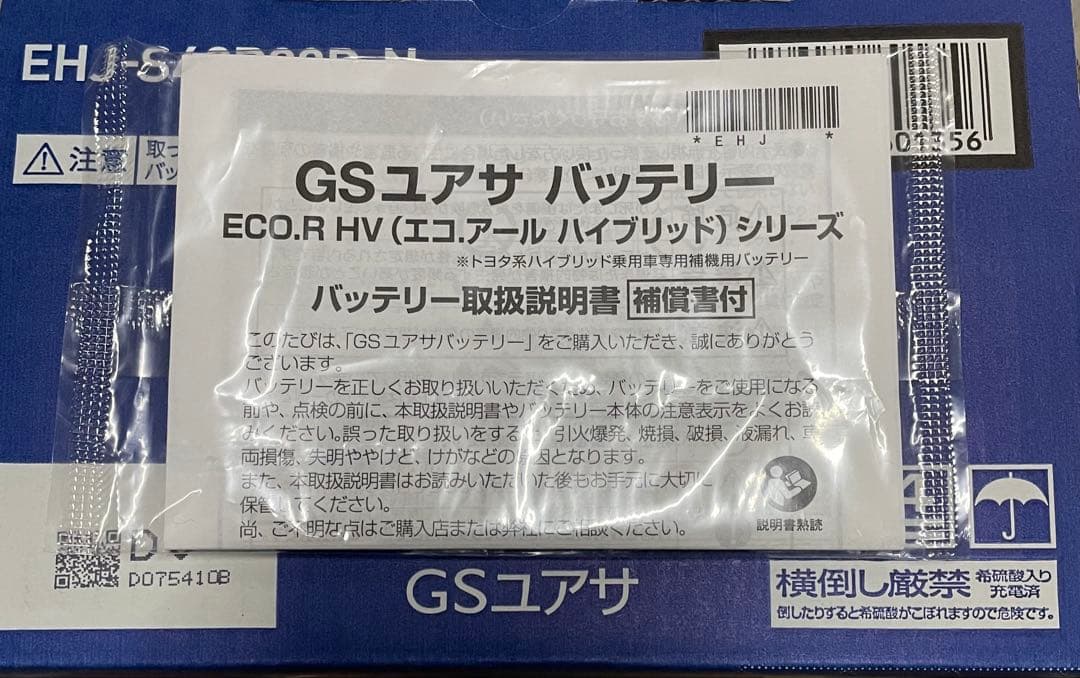 注意
取
バッ
01356
*EHJ *
GSユアサ バッテリー
ECO.R HV(エコ.アール ハイブリッド)シリーズ
※トヨタ系ハイブリッド乗用車専用補機用バッテリー
バッテリー取扱説明書 補償書付
このたびは、「GSユアサバッテリー」をご購入いただき、誠にありがとう
ございます。
バッテリーを正しくお取り扱いいただくため、バッテリーをご使用になる
前や、点検の前に、本取扱説明書やバッテリー本体の注意表示をよくお読
みください。誤った取り扱いをすると、引火爆発、焼損、破損、液漏れ、車
両損傷、失明ややけど、けがなどの原因となります。
また、本取扱説明書はお読みいただいた後もお手元に大切に
保管してください。
尚、ご不明な点はご購入店または弊社にご相談ください。
説明書熟読
D
D075410B
GSユアサ
横倒し厳禁 希硫酸入り
充電済
倒したりすると希硫酸がこぼれますので危険です。